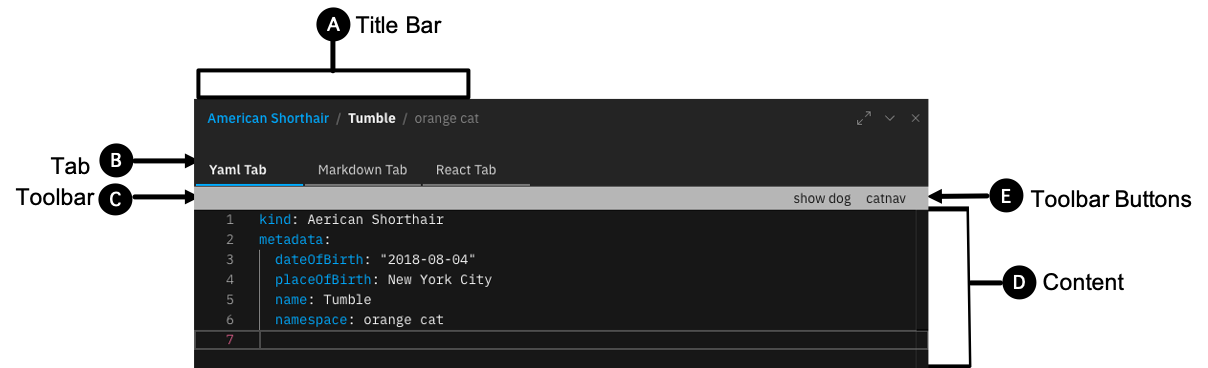 A Title Bar
American Shorthair / Tumble / orange cat
Tab B
Yaml Tab Markdown Tab React Tab
Toolbar C
show dog catnav
E Toolbar Buttons
1 kind: Aerican Shorthair
2 metadata:
3 dateOfBirth: "2018-08-04"
4 placeOfBirth: New York City
5 name: Tumble
6 namespace: orange cat
7
D Content